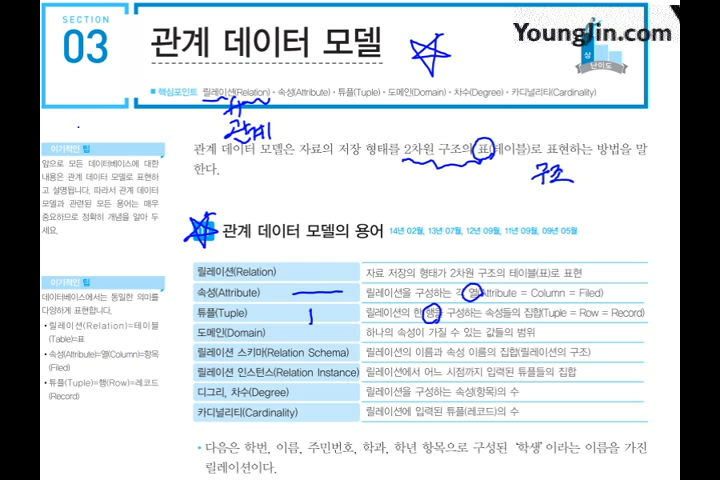 SECTION
03
관계 데이터 모델
YoungJin.com
상
난이도
■ 핵심포인트 릴레이션(Relation) • 속성(Attribute) • 튜플(Tuple) • 도메인(Domain) • 차수(Degree) • 카디널리티(Cardinality)
관계
이기적인 팁
앞으로 모든 데이터베이스에 대한
내용은 관계 데이터 모델로 표현하
고 설명됩니다. 따라서 관계 데이터
모델과 관련된 모든 용어는 매우
중요하므로 정확히 개념을 알아 두
세요.
관계 데이터 모델은 자료의 저장 형태를 2차원 구조의 표(테이블)로 표현하는 방법을 말
한다.
구조
관계 데이터 모델의 용어 14년 02월, 13년 07월, 12년 09월, 11년 09월, 09년 05월
이기적인 팁
데이터베이스에서는 동일한 의미를
다양하게 표현합니다.
• 릴레이션(Relation)=테이블
(Table)=표
• 속성(Attribute)=열(Column)=항목
(Filed)
• 튜플(Tuple)=행(Row)=레코드
(Record)
릴레이션(Relation) 자료 저장의 형태가 2차원 구조의 테이블(표)로 표현
속성(Attribute) 릴레이션을 구성하는 각 열(Attribute = Column = Filed)
튜플(Tuple) 릴레이션의 한 행을 구성하는 속성들의 집합(Tuple = Row = Record)
도메인(Domain) 하나의 속성이 가질 수 있는 값들의 범위
릴레이션 스키마(Relation Schema) 릴레이션의 이름과 속성 이름의 집합(릴레이션의 구조)
릴레이션 인스턴스(Relation Instance) 릴레이션에서 어느 시점까지 입력된 튜플들의 집합
디그리, 차수(Degree) 릴레이션을 구성하는 속성(항목)의 수
카디널리티(Cardinality) 릴레이션에 입력된 튜플(레코드)의 수
• 다음은 학번, 이름, 주민번호, 학과, 학년 항목으로 구성된 '학생'이라는 이름을 가진
릴레이션이다.